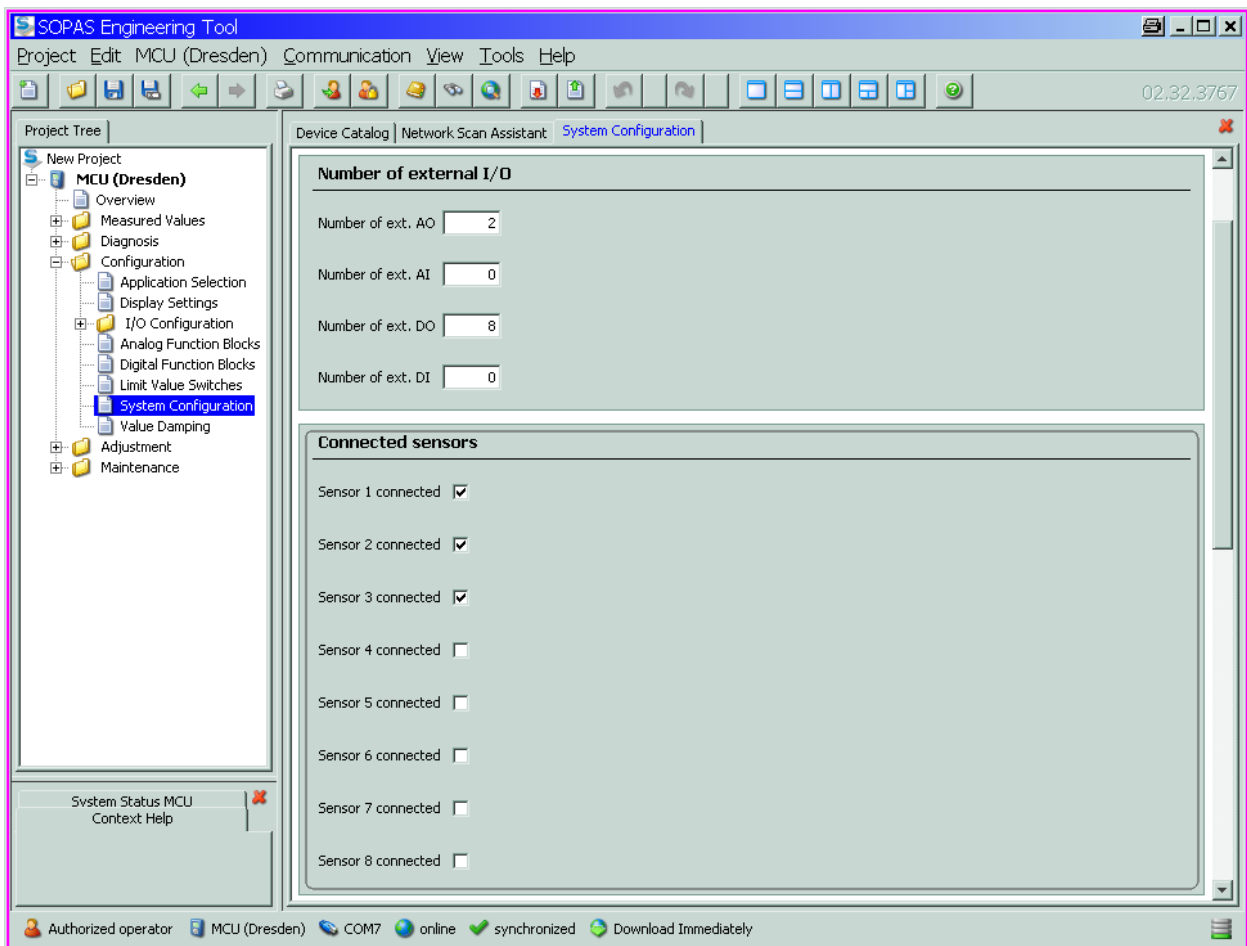 SOPAS Engineering Tool
Project Edit MCU (Dresden) Communication View Tools Help
02.32.3767
Project Tree
New Project
MCU (Dresden)
Overview
Measured Values
Diagnosis
Configuration
Application Selection
Display Settings
I/O Configuration
Analog Function Blocks
Digital Function Blocks
Limit Value Switches
System Configuration
Value Damping
Adjustment
Maintenance
System Status MCU
Context Help
Device Catalog Network Scan Assistant System Configuration
Number of external I/O
Number of ext. AO 2
Number of ext. AI 0
Number of ext. DO 8
Number of ext. DI 0
Connected sensors
Sensor 1 connected
Sensor 2 connected
Sensor 3 connected
Sensor 4 connected
Sensor 5 connected
Sensor 6 connected
Sensor 7 connected
Sensor 8 connected
Authorized operator MCU (Dresden) COM7 online synchronized Download Immediately